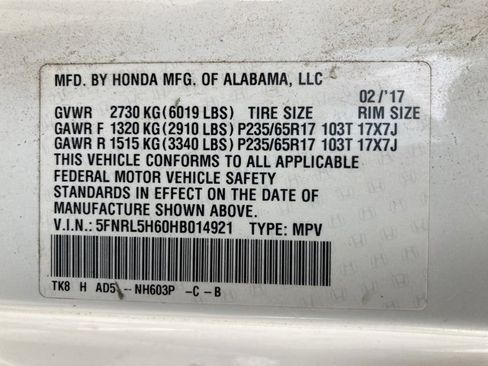 MFD. BY HONDA MFG. OF ALABAMA, LLC
02/'17
GVWR 2730 KG(6019 LBS) TIRE SIZE RIM SIZE
GAWR F 1320 KG(2910 LBS)P235/65R17 103T 17X7J
GAWR R 1515 KG(3340 LBS)P235/65R17 103T 17X7J
THIS VEHICLE CONFORMS TO ALL APPLICABLE
FEDERAL MOTOR VEHICLE SAFETY
STANDARDS IN EFFECT ON THE DATE OF
MANUFACTURE SHOWN ABOVE.
V.I.N.: 5FNRL5H60HB014921 TYPE: MPV
TK8 H AD5 --NH603P -C-B